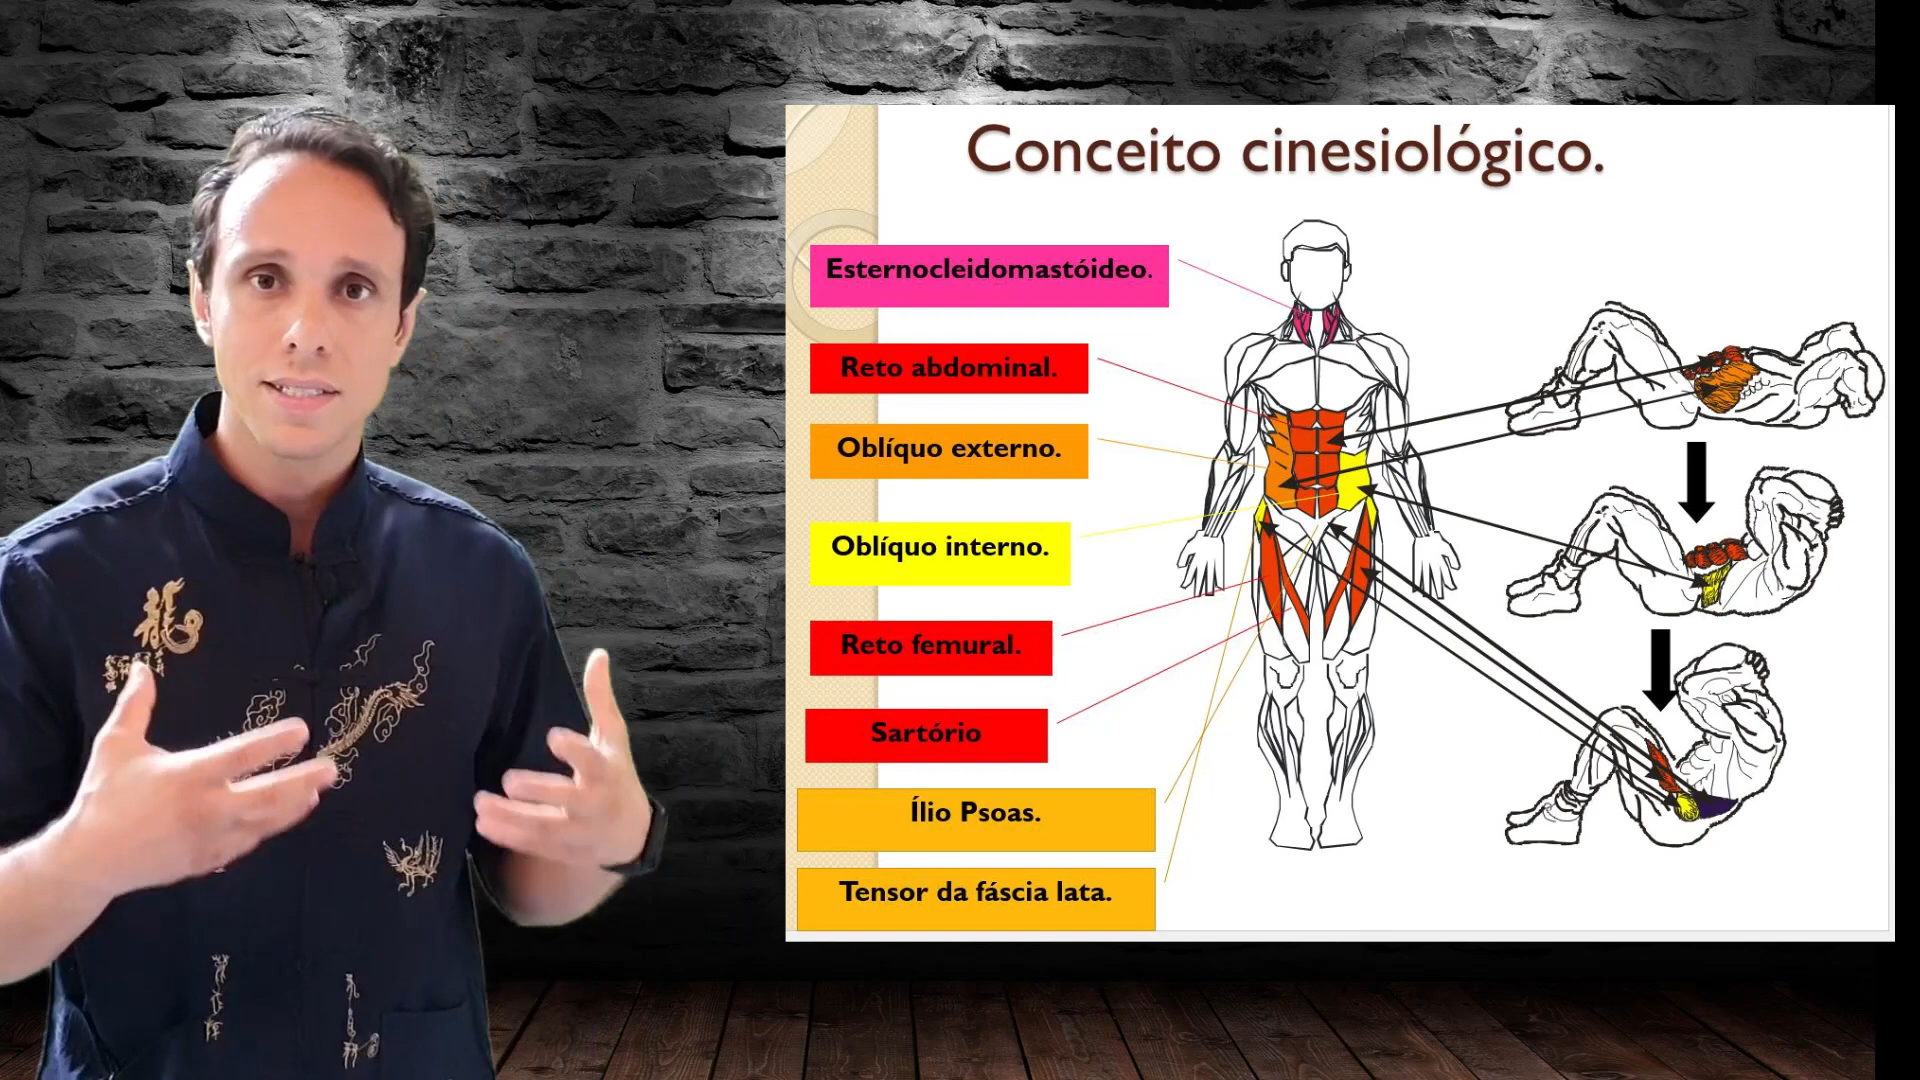 Conceito cinesiológico.
Esternocleidomastóideo.
Reto abdominal.
Oblíquo externo.
Oblíquo interno.
Reto femural.
Sartório
Ílio Psoas.
Tensor da fáscia lata.